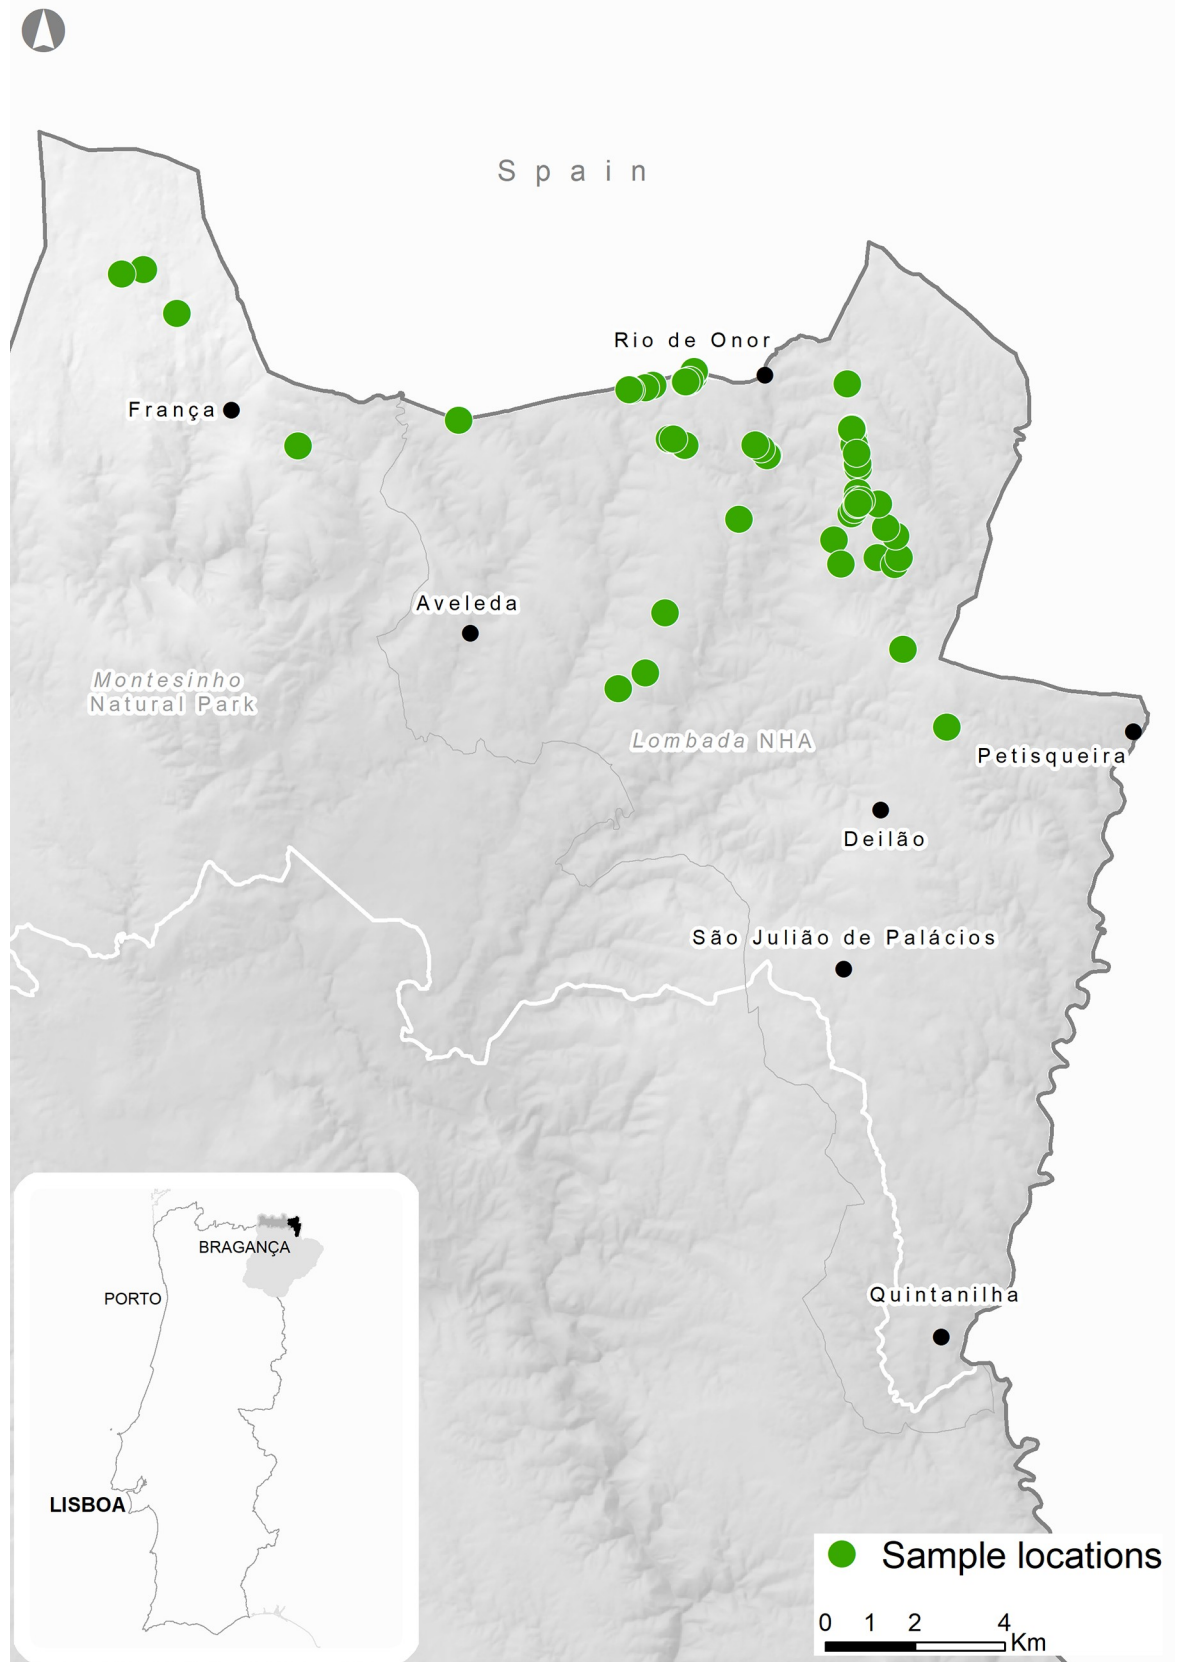 Spain
Rio de Onor
França
Aveleda
Montesinho
Natural Park
Lombada NHA
Petisqueira
Deilão
São Julião de Palácios
Quintanilha
BRAGANÇA
PORTO
LISBOA
Sample locations
0 1 2 4
Km